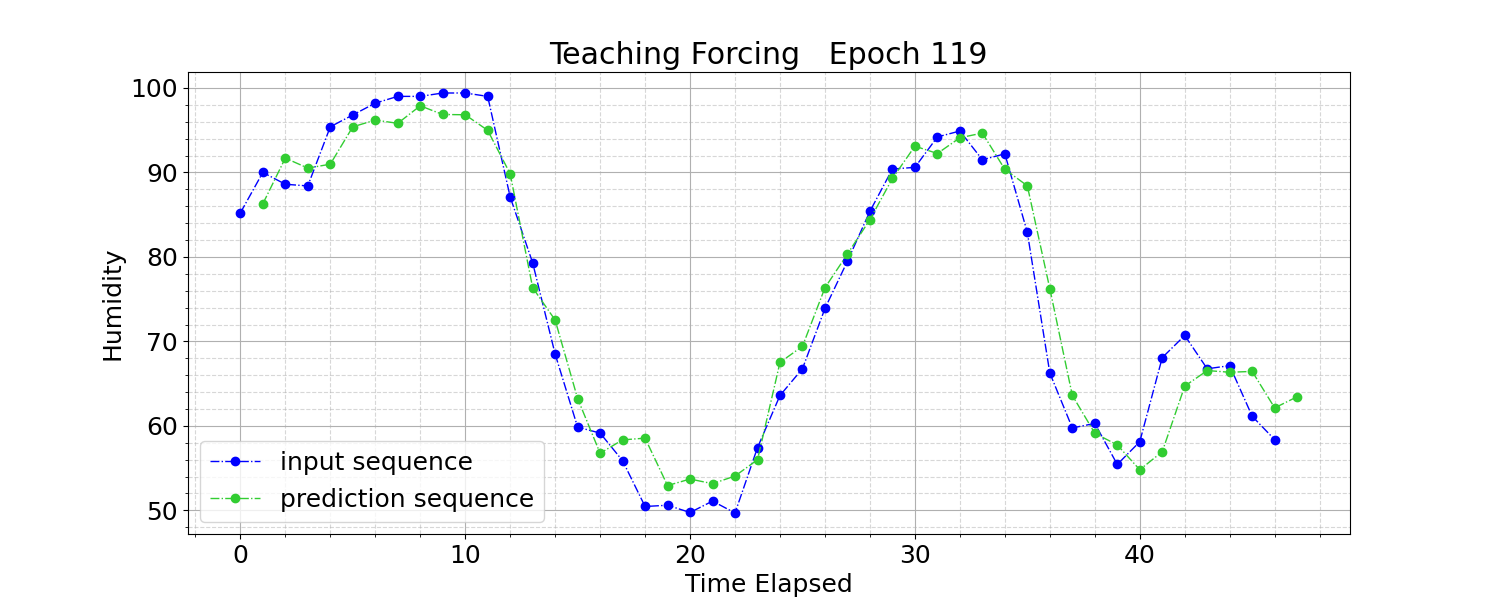 Teaching Forcing   Epoch 119
Humidity
100
90
80
70
60
50
input sequence
prediction sequence
0 10 20 30 40
Time Elapsed